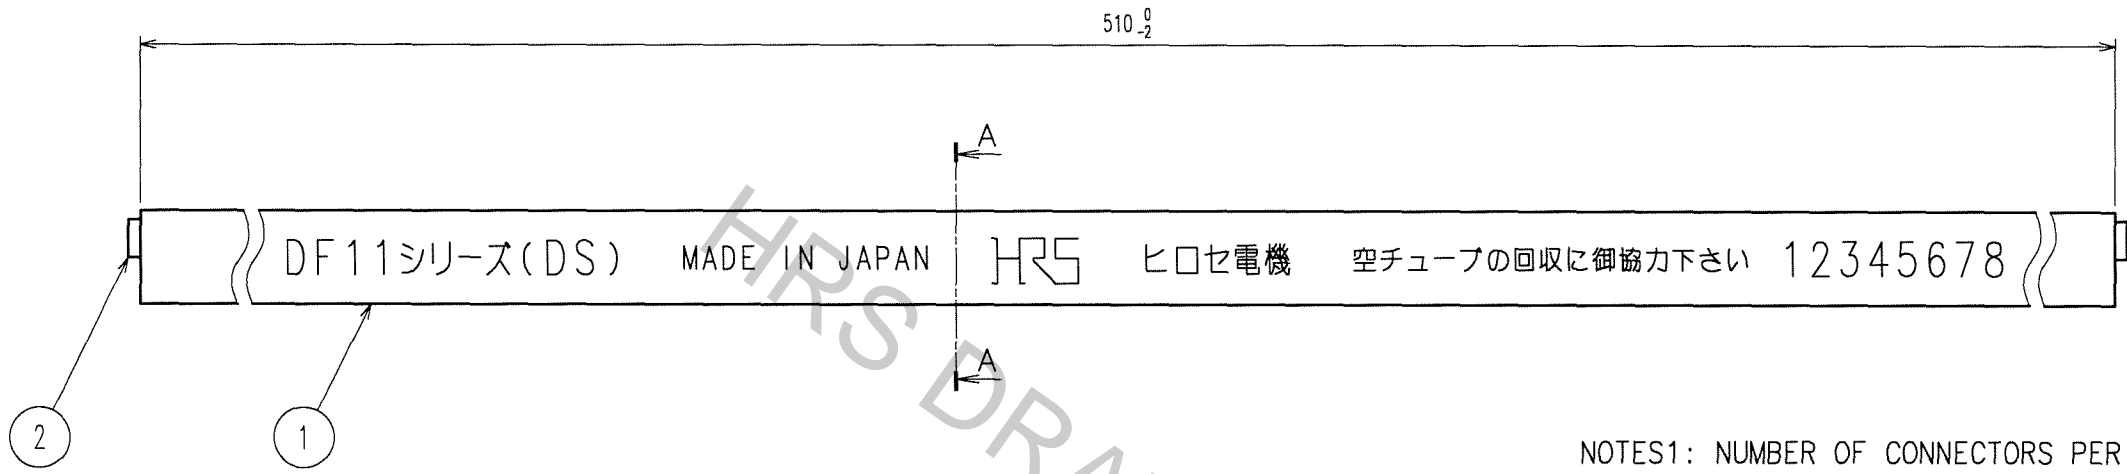 510 0 -2
A
DF11シリーズ(DS) MADE IN JAPAN HRS ヒロセ電機 空チューブの回収に御協力下さい 12345678
A
2 1
HRS DRA
NOTES1: NUMBER OF CONNECTORS PER